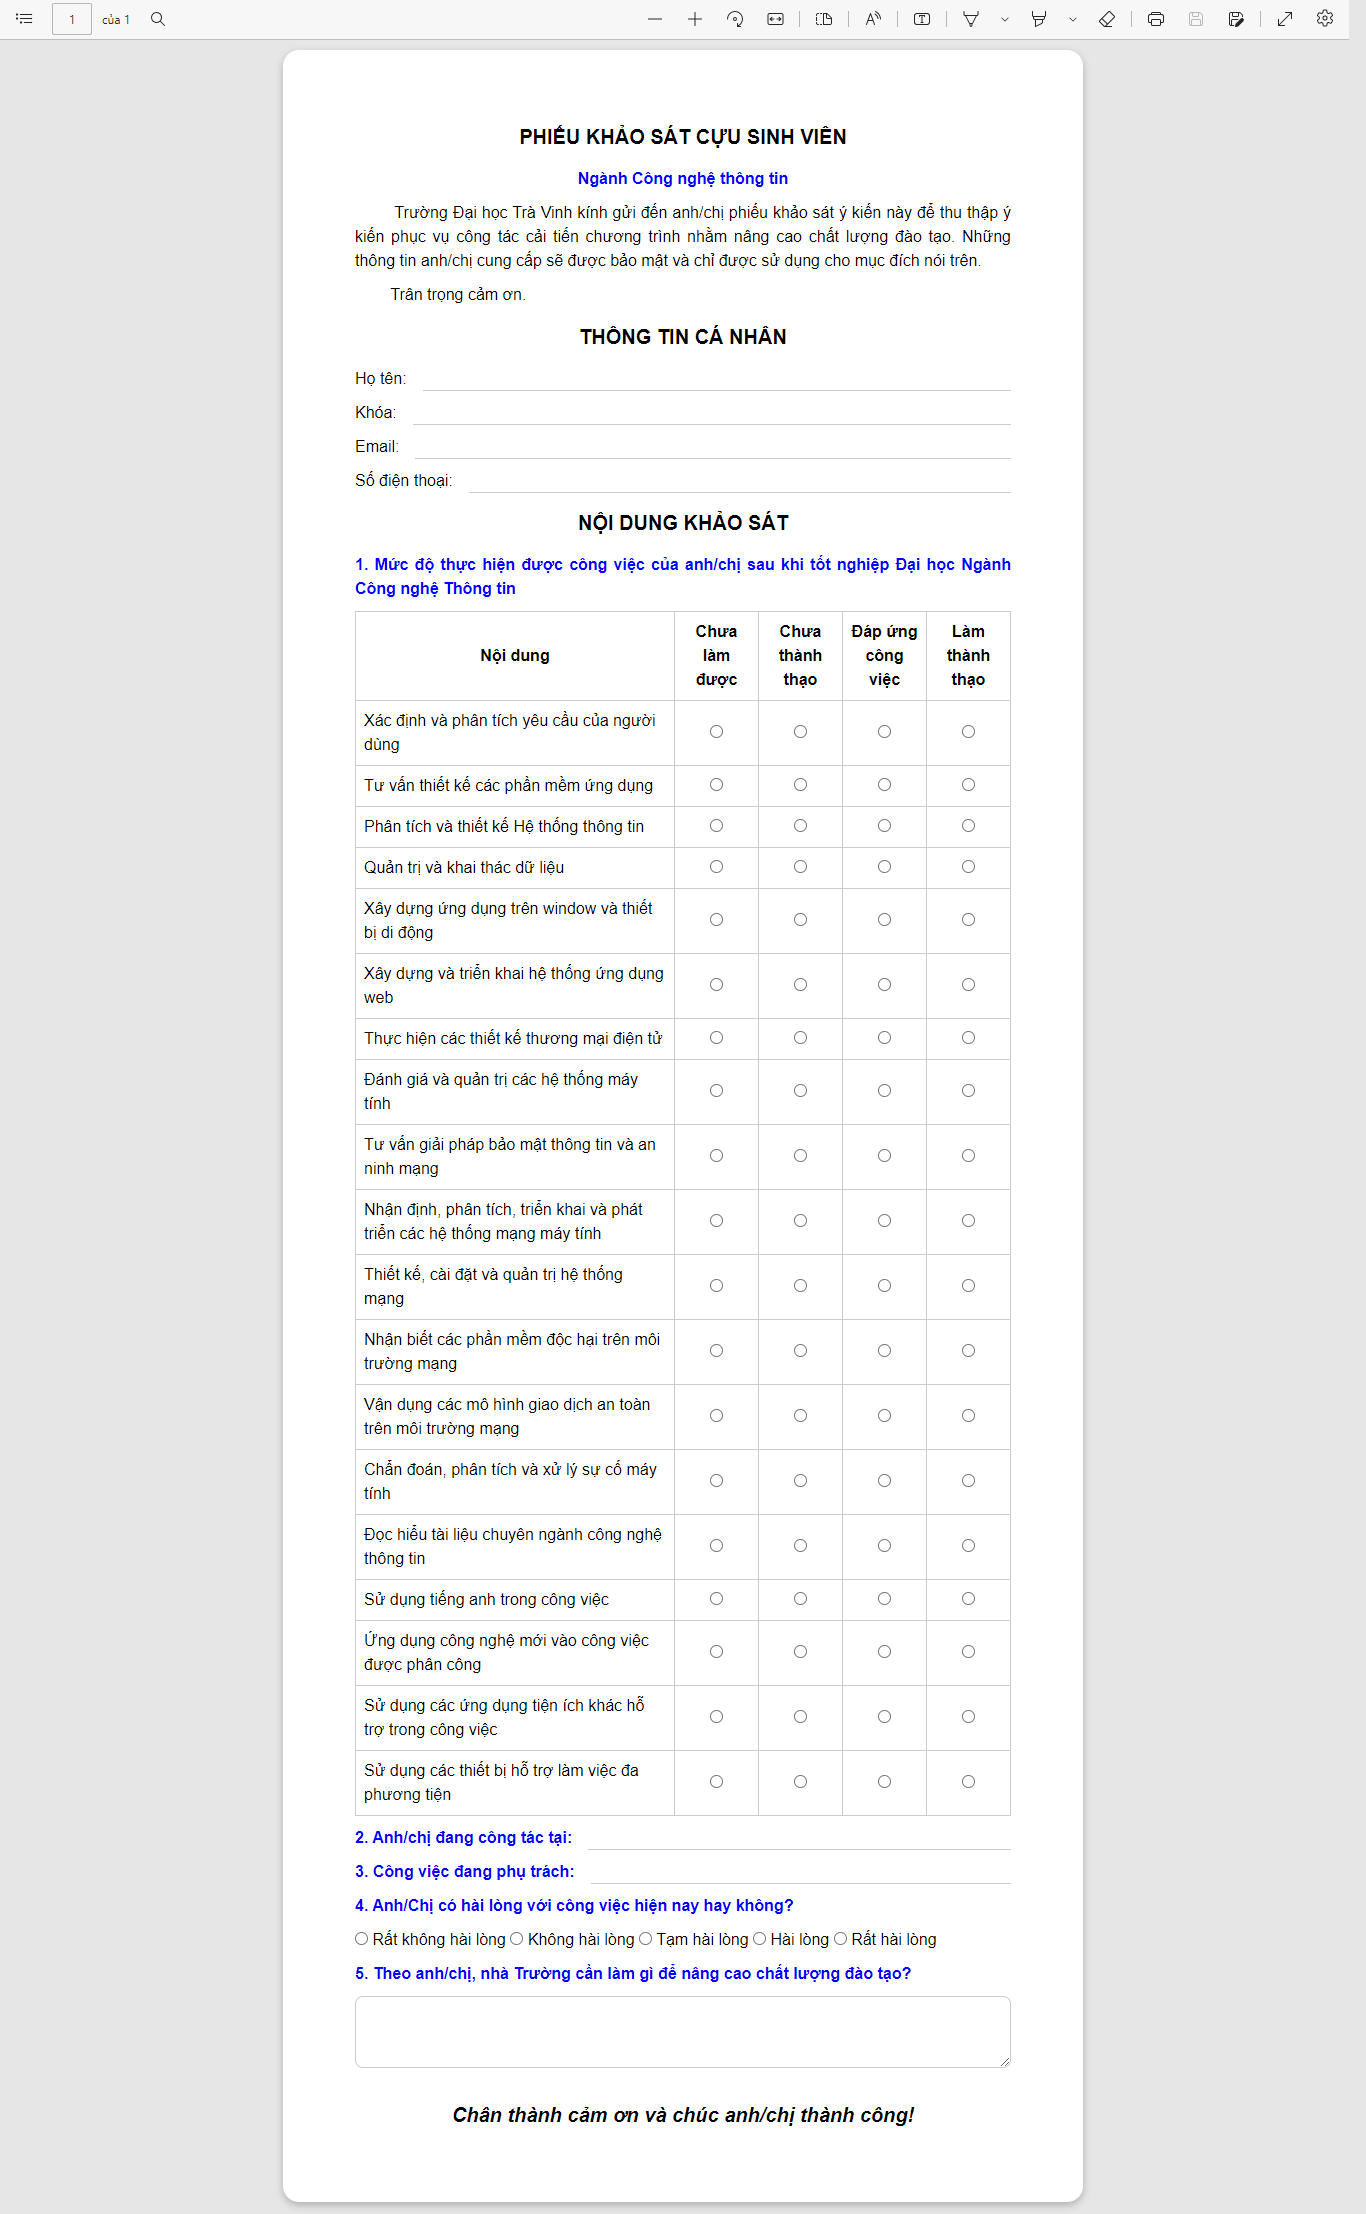 1 của 1
PHIẾU KHẢO SÁT CỰU SINH VIÊN
Ngành Công nghệ thông tin
Trường Đại học Trà Vinh kính gửi đến anh/chị phiếu khảo sát ý kiến này để thu thập ý
kiến phục vụ công tác cải tiến chương trình nhằm nâng cao chất lượng đào tạo. Những
thông tin anh/chị cung cấp sẽ được bảo mật và chỉ được sử dụng cho mục đích nói trên.
Trân trọng cảm ơn.
THÔNG TIN CÁ NHÂN
Họ tên:
Khóa:
Email:
Số điện thoại:
NỘI DUNG KHẢO SÁT
1. Mức độ thực hiện được công việc của anh/chị sau khi tốt nghiệp Đại học Ngành
Công nghệ Thông tin
Nội dung
Chưa
làm
được
Chưa
thành
thạo
Đáp ứng
công
việc
Làm
thành
thạo
Xác định và phân tích yêu cầu của người
dùng
Tư vấn thiết kế các phần mềm ứng dụng
Phân tích và thiết kế Hệ thống thông tin
Quản trị và khai thác dữ liệu
Xây dựng ứng dụng trên window và thiết
bị di động
Xây dựng và triển khai hệ thống ứng dụng
web
Thực hiện các thiết kế thương mại điện tử
Đánh giá và quản trị các hệ thống máy
tính
Tư vấn giải pháp bảo mật thông tin và an
ninh mạng
Nhận định, phân tích, triển khai và phát
triển các hệ thống mạng máy tính
Thiết kế, cài đặt và quản trị hệ thống
mạng
Nhận biết các phần mềm độc hại trên môi
trường mạng
Vận dụng các mô hình giao dịch an toàn
trên môi trường mạng
Chẩn đoán, phân tích và xử lý sự cố máy
tính
Đọc hiểu tài liệu chuyên ngành công nghệ
thông tin
Sử dụng tiếng anh trong công việc
Ứng dụng công nghệ mới vào công việc
được phân công
Sử dụng các ứng dụng tiện ích khác hỗ
trợ trong công việc
Sử dụng các thiết bị hỗ trợ làm việc đa
phương tiện
2. Anh/chị đang công tác tại:
3. Công việc đang phụ trách:
4. Anh/Chị có hài lòng với công việc hiện nay hay không?
Rất không hài lòng Không hài lòng Tạm hài lòng Hài lòng Rất hài lòng
5. Theo anh/chị, nhà Trường cần làm gì để nâng cao chất lượng đào tạo?
Chân thành cảm ơn và chúc anh/chị thành công!